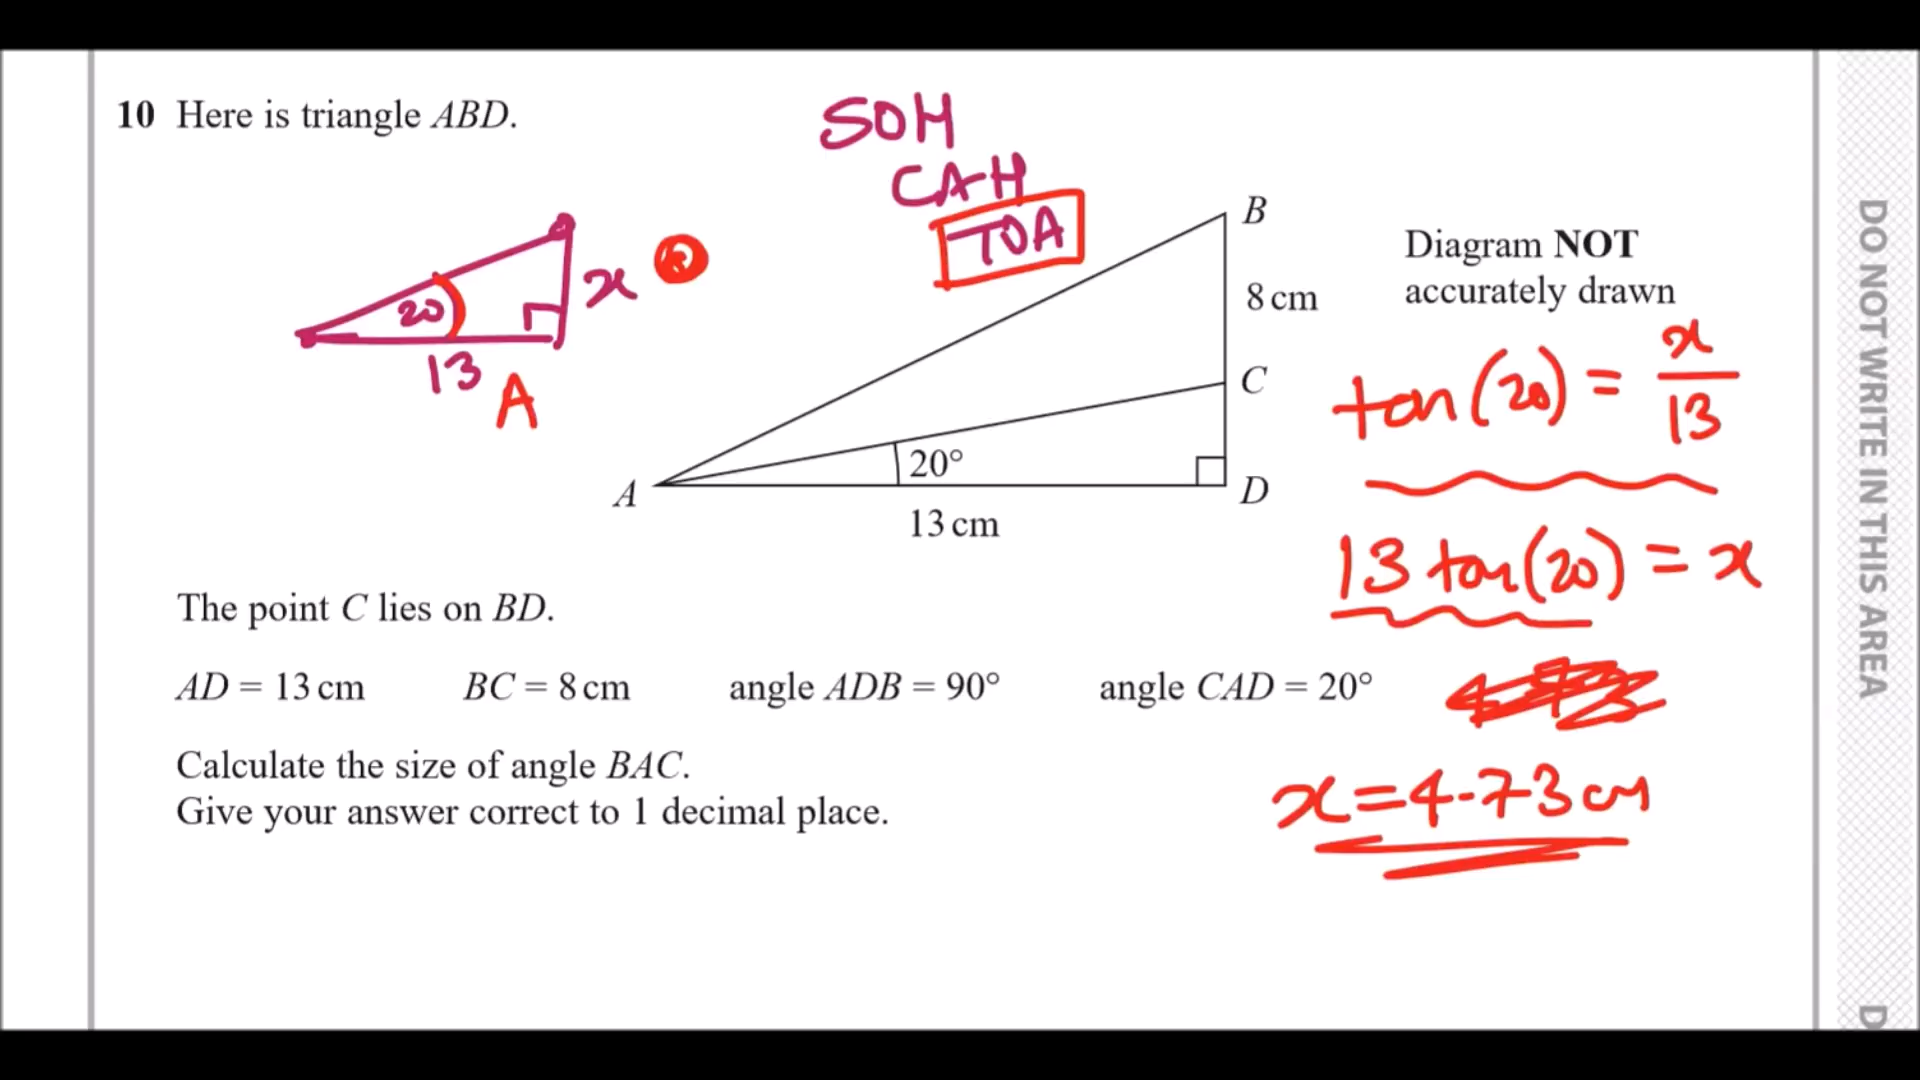 10 Here is triangle ABD.
SOH
CAH
TOA
20
x
13
A
B
8 cm
C
20°
A
D
13 cm
Diagram NOT
accurately drawn
tan(20) = x/13
13 tan(20) = x
The point C lies on BD.
AD = 13 cm BC = 8 cm angle ADB = 90° angle CAD = 20°
x = 4.73 cm
Calculate the size of angle BAC.
Give your answer correct to 1 decimal place.
DO NOT WRITE IN THIS AREA
D